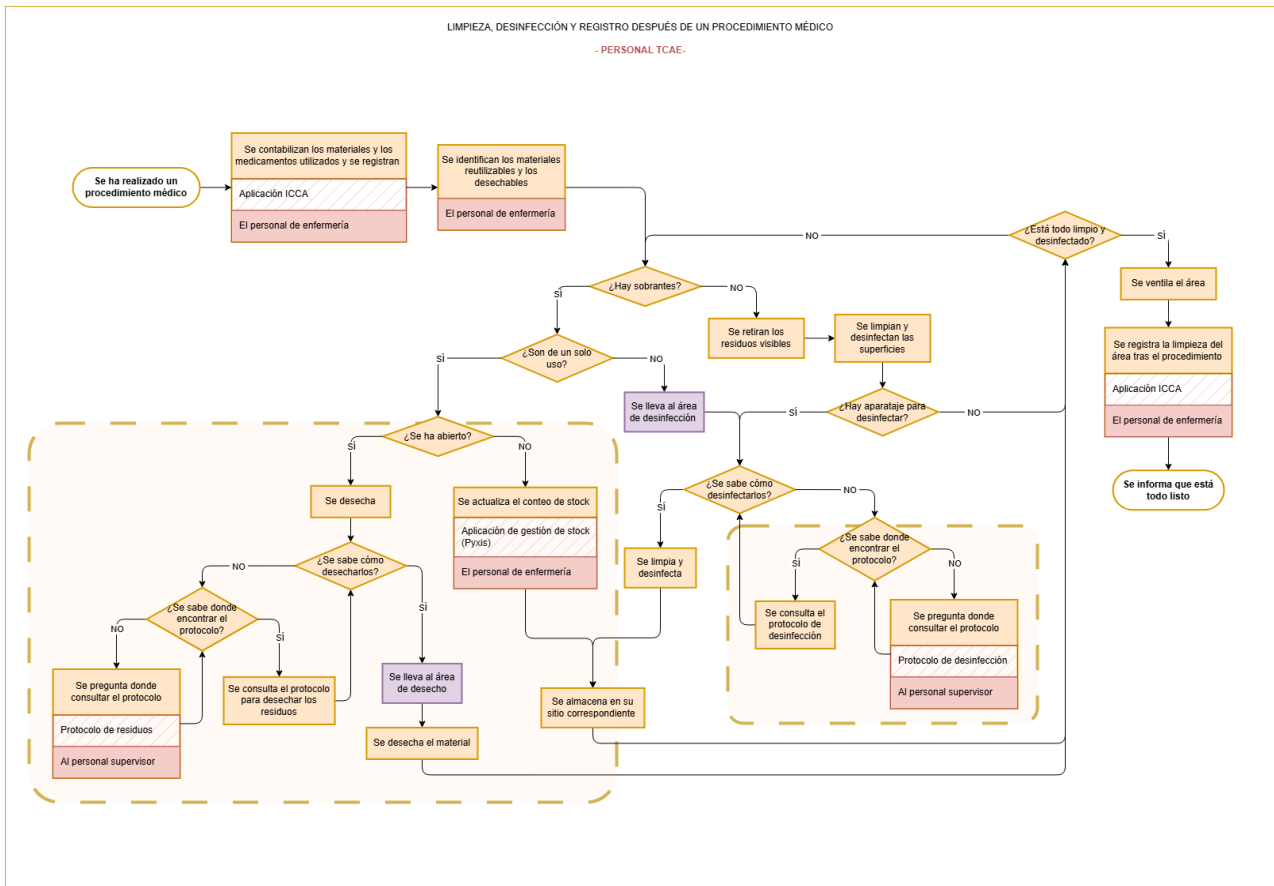 LIMPIEZA, DESINFECCIÓN Y REGISTRO DESPUÉS DE UN PROCEDIMIENTO MÉDICO
- PERSONAL TCAE-
Se ha realizado un
procedimiento médico
Se contabilizan los materiales y los
medicamentos utilizados y se registran
Aplicación ICCA
El personal de enfermería
Se identifican los materiales
reutilizables y los
desechables
El personal de enfermería
¿Hay sobrantes?
SÍ
NO
¿Son de un solo
uso?
SÍ
NO
Se retiran los
residuos visibles
Se limpian y
desinfectan las
superficies
Se lleva al área
de desinfección
¿Hay aparataje para
desinfectar?
SÍ
NO
¿Está todo limpio y
desinfectado?
NO
SÍ
Se ventila el área
Se registra la limpieza del
área tras el procedimiento
Aplicación ICCA
El personal de enfermería
Se informa que está
todo listo
¿Se ha abierto?
SÍ
NO
Se desecha
Se actualiza el conteo de stock
Aplicación de gestión de stock
(Pyxis)
El personal de enfermería
¿Se sabe cómo
desecharlos?
NO
SÍ
¿Se sabe donde
encontrar el
protocolo?
NO
SÍ
Se pregunta donde
consultar el protocolo
Protocolo de residuos
Al personal supervisor
Se consulta el protocolo
para desechar los
residuos
Se lleva al área
de desecho
Se desecha el material
¿Se sabe cómo
desinfectarlos?
SÍ
NO
Se limpia y
desinfecta
Se almacena en su
sitio correspondiente
¿Se sabe donde
encontrar el
protocolo?
SÍ
NO
Se consulta el
protocolo de
desinfección
Se pregunta donde
consultar el protocolo
Protocolo de desinfección
Al personal supervisor